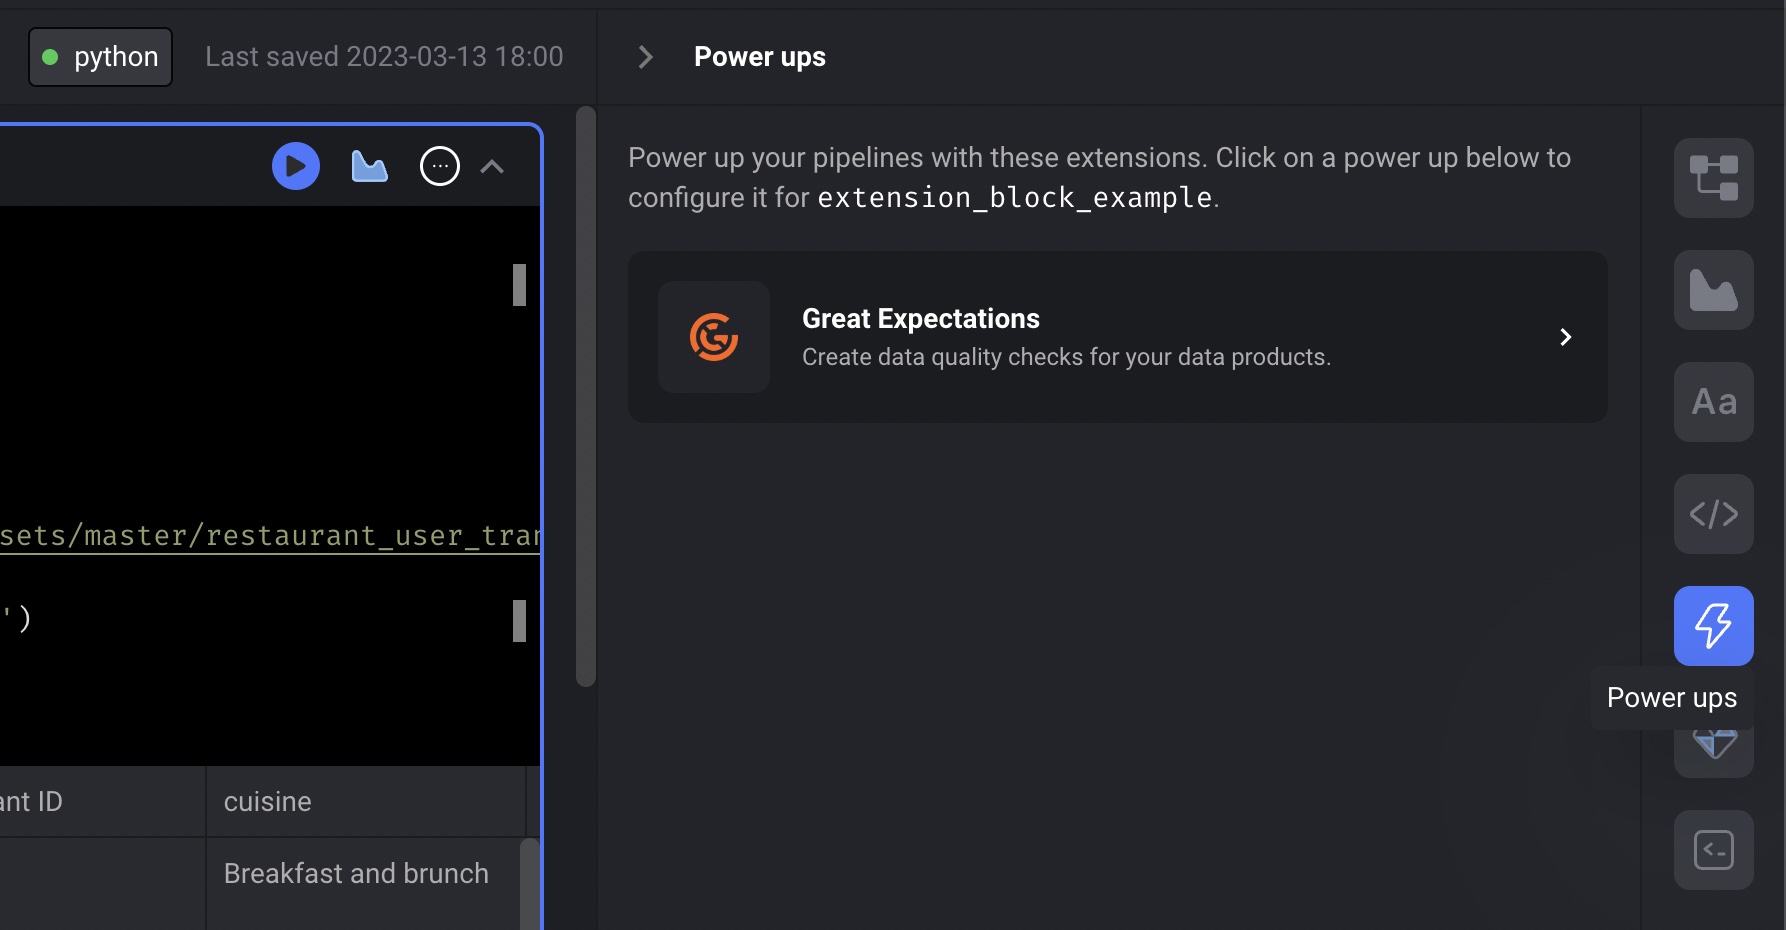 python
Last saved 2023-03-13 18:00
Power ups
Power up your pipelines with these extensions. Click on a power up below to
configure it for extension_block_example.
Great Expectations
Create data quality checks for your data products.
sets/master/restaurant_user_tran
')
ant ID
cuisine
Breakfast and brunch
Aa
</>
Power ups